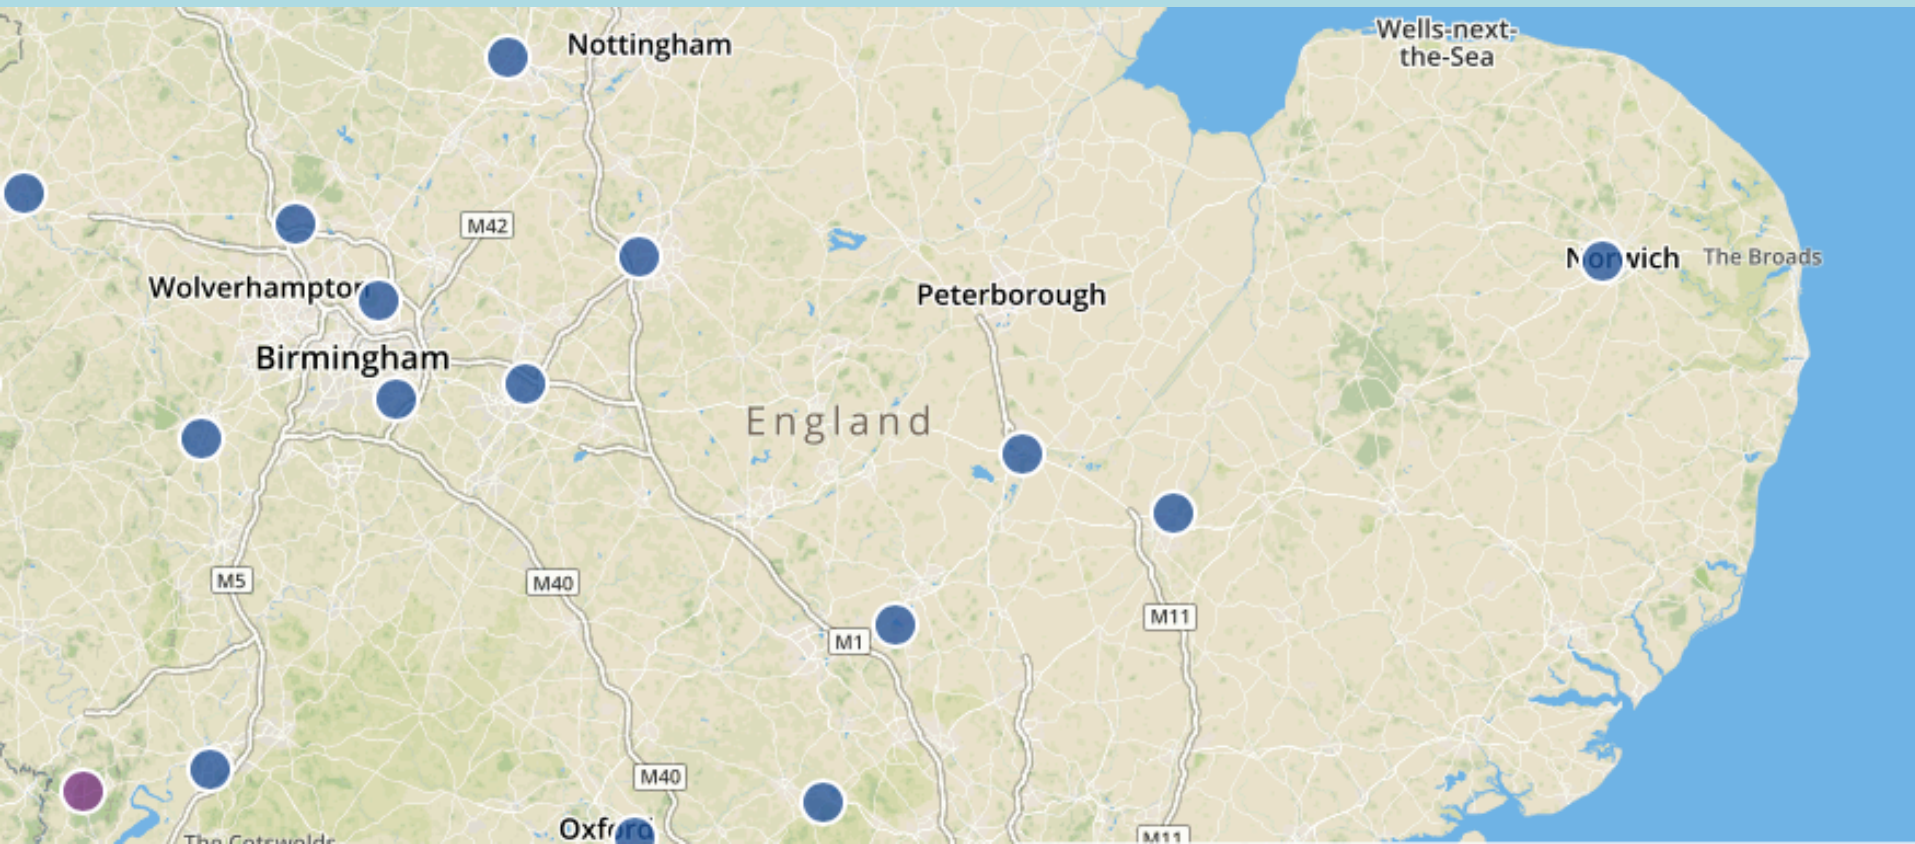 Wells-next-
the-Sea
Nottingham
M42
Norwich
The Broads
Wolverhampton
Peterborough
Birmingham
England
M5
M40
M11
M1
M40
Oxford
M11
The Cotswolds